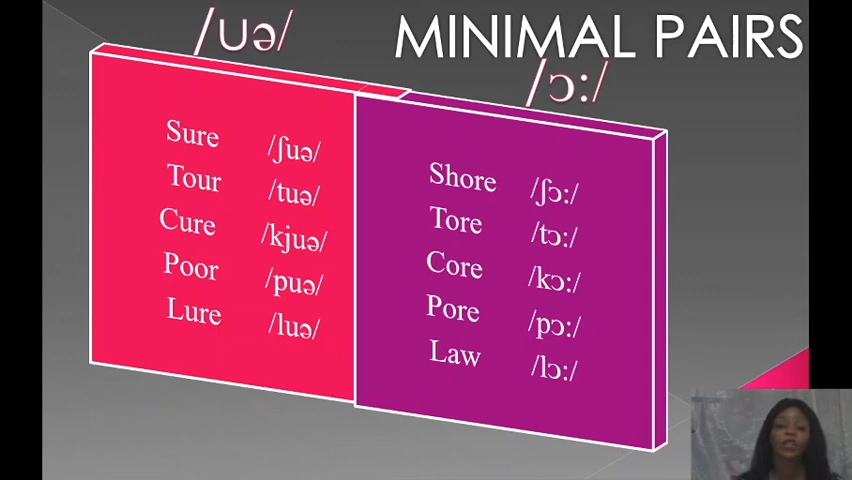 MINIMAL PAIRS
/ʊə/
Sure /ʃuə/
Tour /tuə/
Cure /kjuə/
Poor /puə/
Lure /luə/
/ɔ:/
Shore /ʃɔ:/
Tore /tɔ:/
Core /kɔ:/
Pore /pɔ:/
Law /lɔ:/